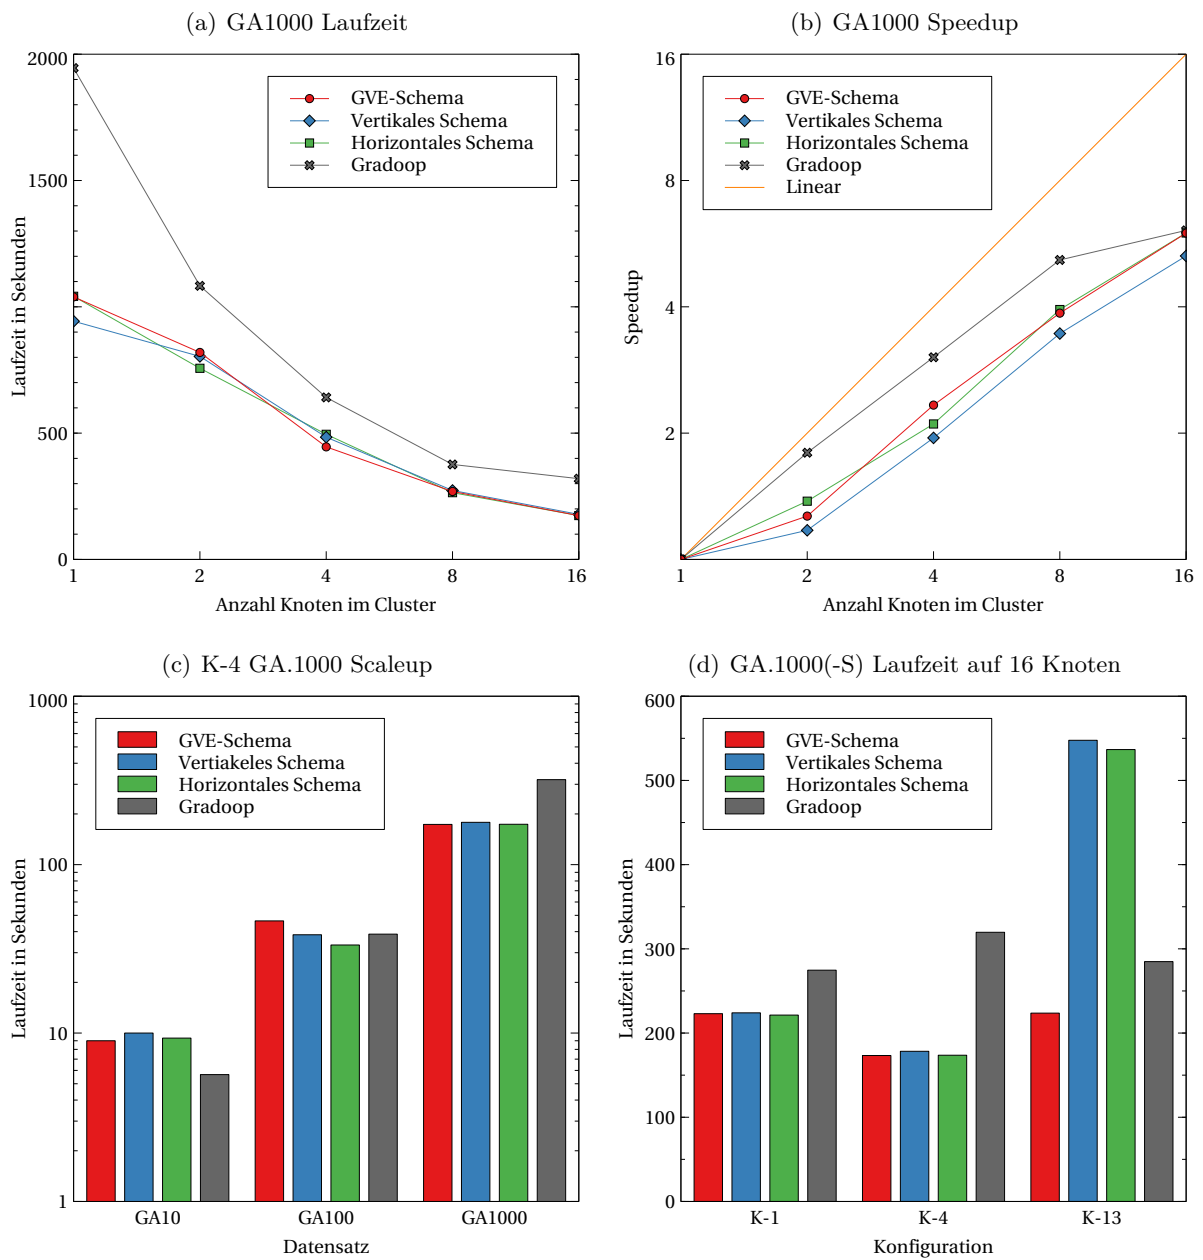 (a) GA1000 Laufzeit
2000
1500
500
0
1
2
4
8
16
Laufzeit in Sekunden
Anzahl Knoten im Cluster
GVE-Schema
Vertikales Schema
Horizontales Schema
Gradoop
(b) GA1000 Speedup
16
8
4
2
1
2
4
8
16
Speedup
Anzahl Knoten im Cluster
GVE-Schema
Vertikales Schema
Horizontales Schema
Gradoop
Linear
(c) K-4 GA.1000 Scaleup
1000
100
10
1
Laufzeit in Sekunden
GVE-Schema
Vertiakeles Schema
Horizontales Schema
Gradoop
GA10
GA100
GA1000
Datensatz
(d) GA.1000(-S) Laufzeit auf 16 Knoten
600
500
400
300
200
100
0
Laufzeit in Sekunden
GVE-Schema
Vertikales Schema
Horizontales Schema
Gradoop
K-1
K-4
K-13
Konfiguration